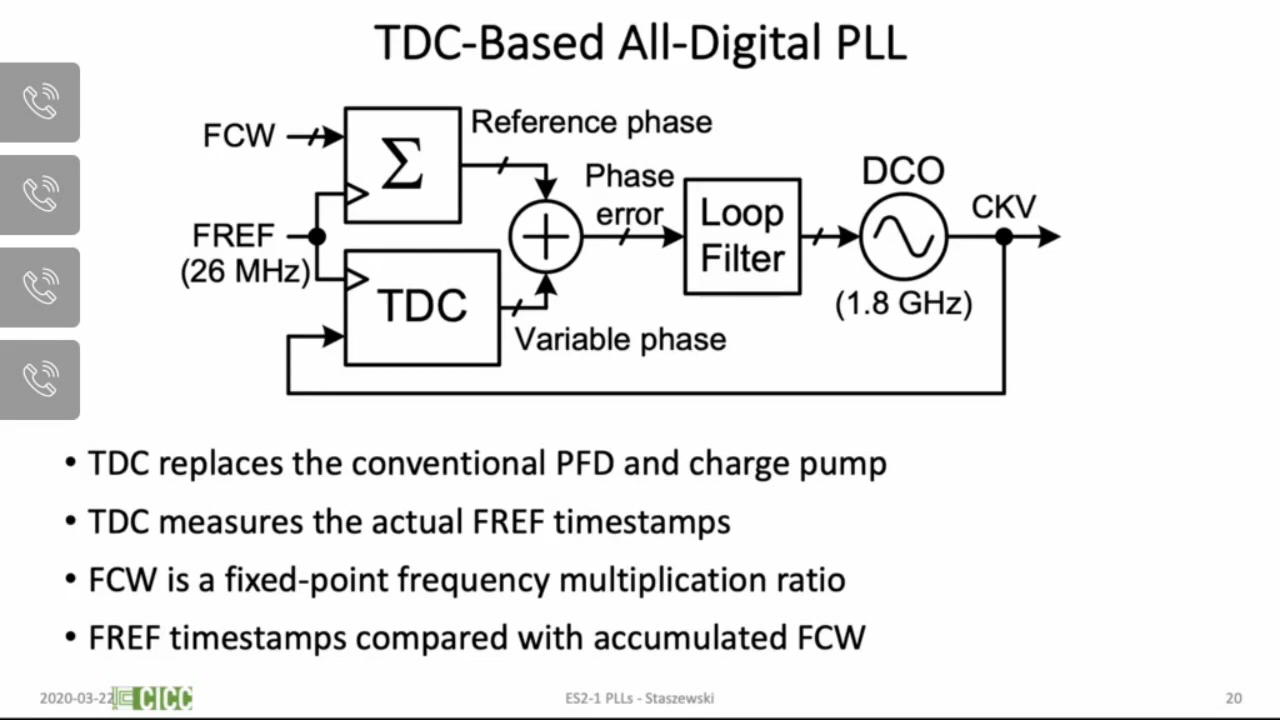 TDC-Based All-Digital PLL
FCW
Σ
Reference phase
Phase
error
Loop
Filter
DCO
CKV
FREF
(26 MHz)
TDC
(1.8 GHz)
Variable phase
• TDC replaces the conventional PFD and charge pump
• TDC measures the actual FREF timestamps
• FCW is a fixed-point frequency multiplication ratio
• FREF timestamps compared with accumulated FCW
2020-03-22
CICC
ES2-1 PLLs - Staszewski
20